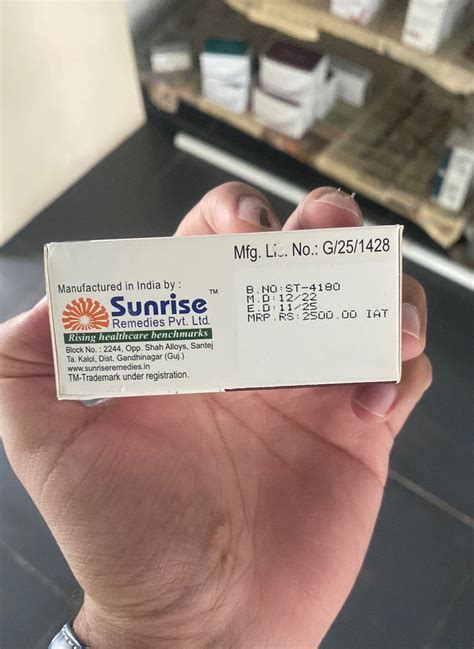 Mfg. Lic. No.: G/25/1428
Manufactured in India by :
Sunrise TM
Remedies Pvt. Ltd.
Rising healthcare benchmarks
Block No. : 2244, Opp. Shah Alloys, Santej
Ta. Kalol, Dist. Gandhinagar (Guj.)
www.sunriseremedies.in
TM-Trademark under registration.
B.NO:ST-4180
M.D:12/22
E.D:11/25
MRP.RS:2500.00 IAT